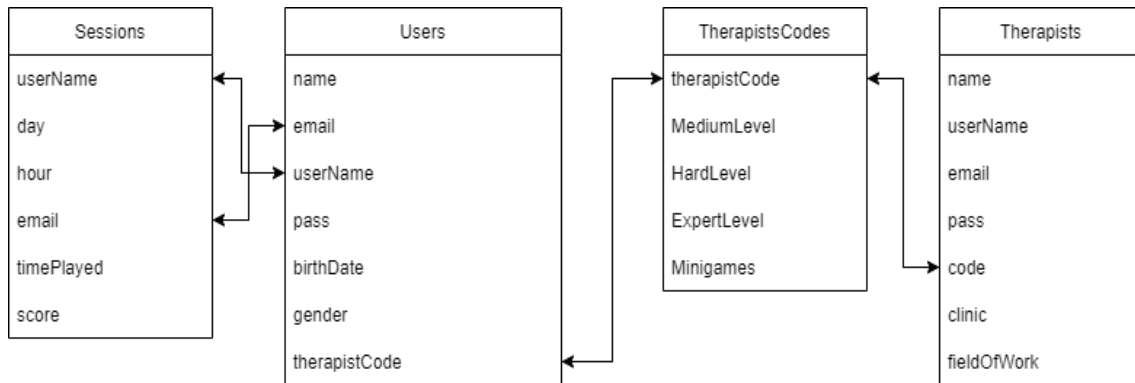 Sessions
userName
day
hour
email
timePlayed
score
Users
name
email
userName
pass
birthDate
gender
therapistCode
TherapistsCodes
therapistCode
MediumLevel
HardLevel
ExpertLevel
Minigames
Therapists
name
userName
email
pass
code
clinic
fieldOfWork